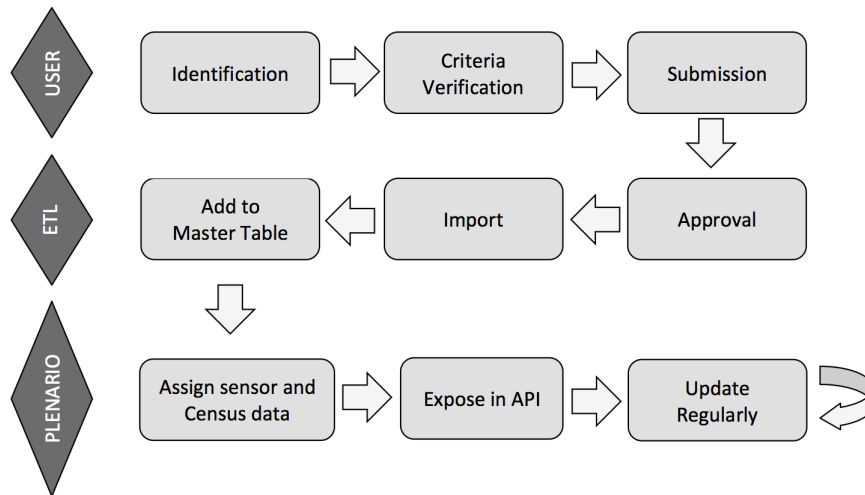 USER
Identification
Criteria
Verification
Submission
ETL
Add to
Master Table
Import
Approval
PLENARIO
Assign sensor and
Census data
Expose in API
Update
Regularly